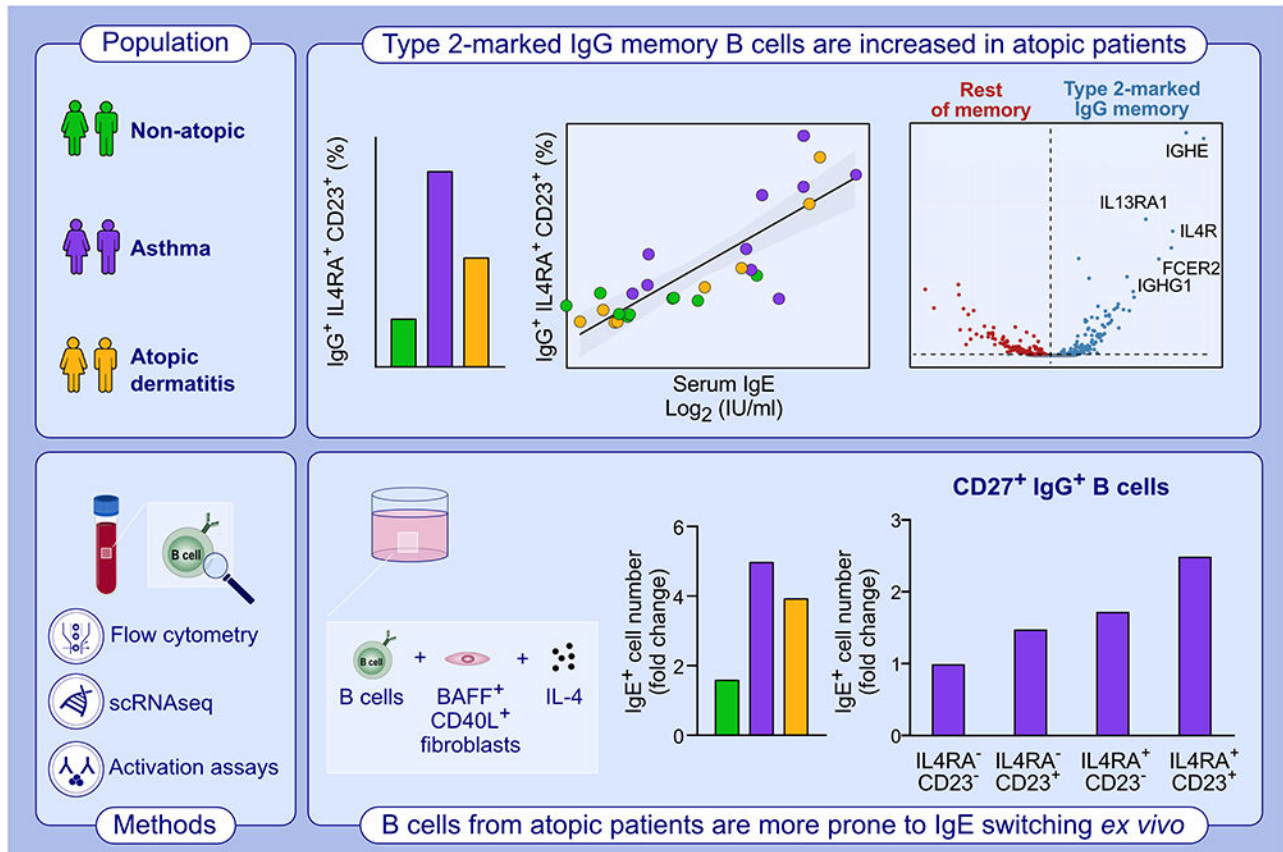 Population
Non-atopic
Asthma
Atopic
dermatitis
Type 2-marked IgG memory B cells are increased in atopic patients
IgG⁺ IL4RA⁺ CD23⁺ (%)
IgG⁺ IL4RA⁺ CD23⁺ (%)
Serum IgE
Log₂ (IU/ml)
Rest
of memory
Type 2-marked
IgG memory
IGHE
IL13RA1
IL4R
FCER2
IGHG1
B cell
Flow cytometry
scRNAseq
Activation assays
Methods
B cell
+
+
B cells
BAFF⁺
CD40L⁺
fibroblasts
IL-4
IgE⁺ cell number
(fold change)
6
4
2
0
CD27⁺ IgG⁺ B cells
IgE⁺ cell number
(fold change)
3
2
1
0
IL4RA⁻
CD23⁻
IL4RA⁻
CD23⁺
IL4RA⁺
CD23⁻
IL4RA⁺
CD23⁺
B cells from atopic patients are more prone to IgE switching ex vivo